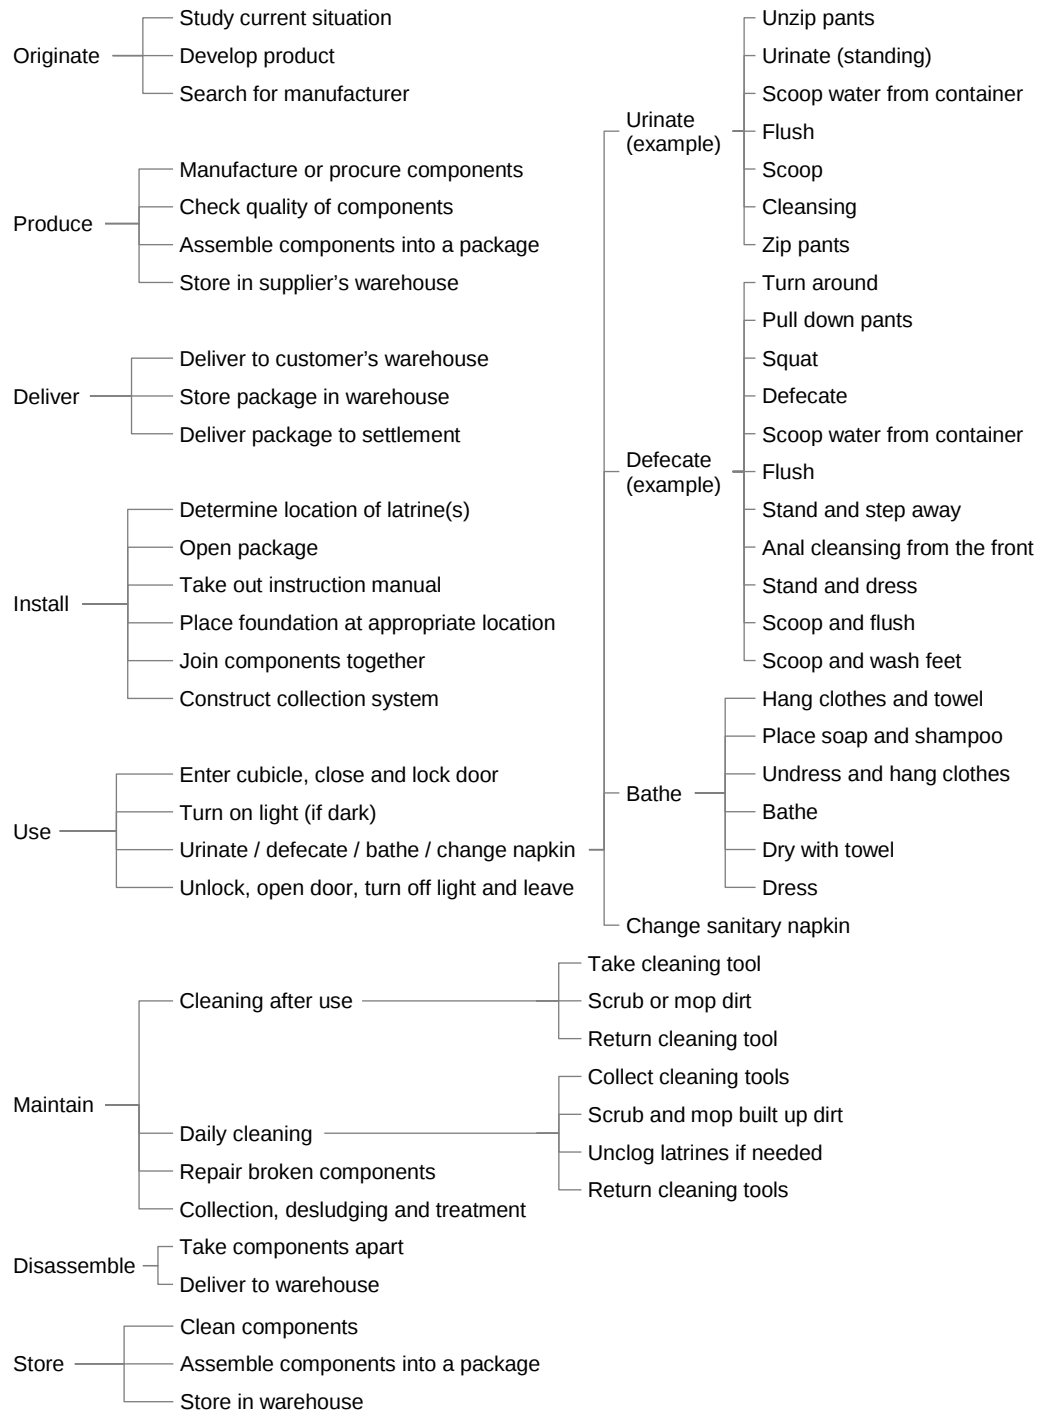 Originate
Study current situation
Develop product
Search for manufacturer
Produce
Manufacture or procure components
Check quality of components
Assemble components into a package
Store in supplier’s warehouse
Deliver
Deliver to customer’s warehouse
Store package in warehouse
Deliver package to settlement
Install
Determine location of latrine(s)
Open package
Take out instruction manual
Place foundation at appropriate location
Join components together
Construct collection system
Use
Enter cubicle, close and lock door
Turn on light (if dark)
Urinate / defecate / bathe / change napkin
Unlock, open door, turn off light and leave
Urinate
(example)
Unzip pants
Urinate (standing)
Scoop water from container
Flush
Scoop
Cleansing
Zip pants
Defecate
(example)
Turn around
Pull down pants
Squat
Defecate
Scoop water from container
Flush
Stand and step away
Anal cleansing from the front
Stand and dress
Scoop and flush
Scoop and wash feet
Bathe
Hang clothes and towel
Place soap and shampoo
Undress and hang clothes
Bathe
Dry with towel
Dress
Change sanitary napkin
Maintain
Cleaning after use
Take cleaning tool
Scrub or mop dirt
Return cleaning tool
Daily cleaning
Collect cleaning tools
Scrub and mop built up dirt
Unclog latrines if needed
Return cleaning tools
Repair broken components
Collection, desludging and treatment
Disassemble
Take components apart
Deliver to warehouse
Store
Clean components
Assemble components into a package
Store in warehouse